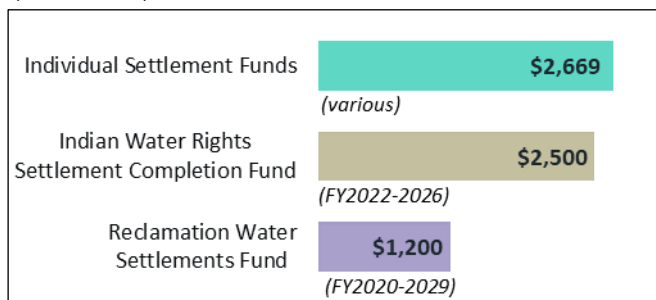 Individual Settlement Funds
$2,669
(various)
Indian Water Rights
Settlement Completion Fund
$2,500
(FY2022-2026)
Reclamation Water
Settlements Fund
$1,200
(FY2020-2029)